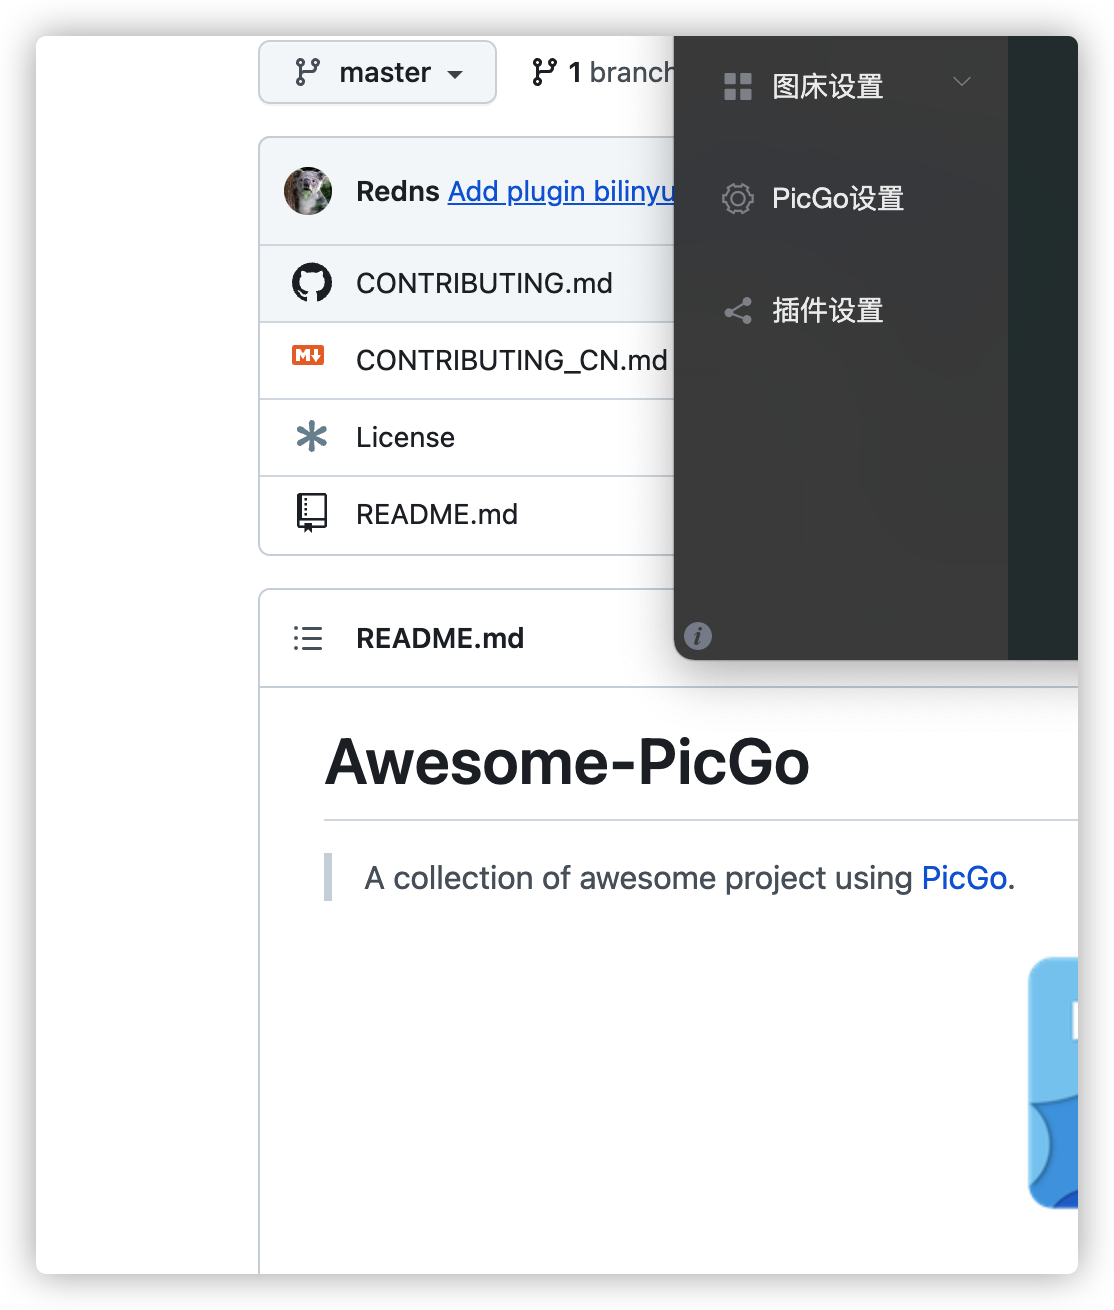 master
1 branch
Redns Add plugin bilinyu
CONTRIBUTING.md
CONTRIBUTING_CN.md
License
README.md
图床设置
PicGo设置
插件设置
README.md
Awesome-PicGo
A collection of awesome project using PicGo.